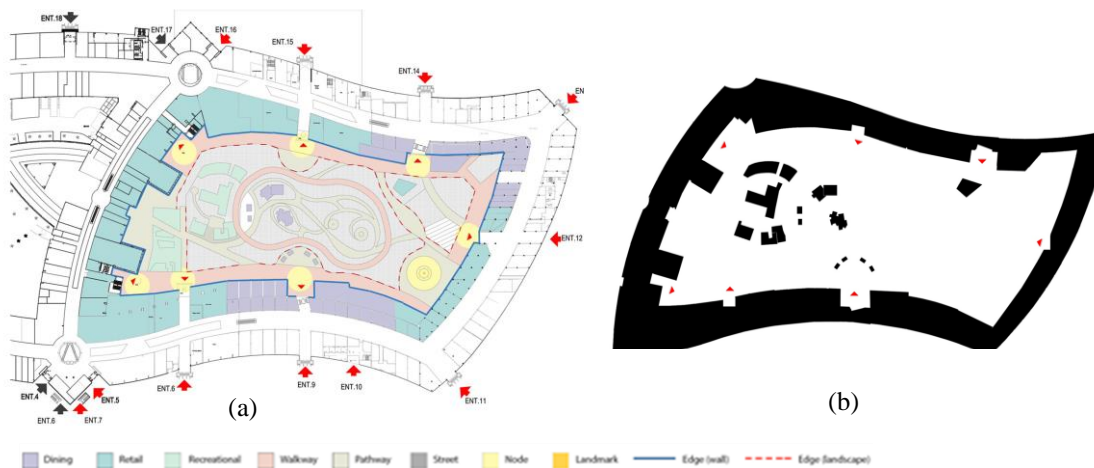 ENT.18
ENT.17
ENT.16
ENT.15
ENT.14
EN
ENT.12
ENT.4
ENT.5
ENT.6
ENT.7
ENT.6
ENT.9
ENT.10
ENT.11
(a)
(b)
Dining Retail Recreational Walkway Pathway Street Node Landmark Edge (wall) Edge (landscape)